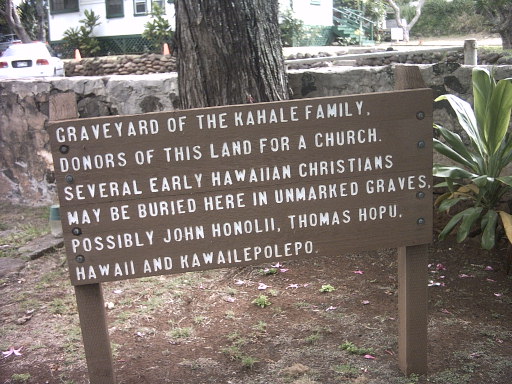 GRAVEYARD OF THE KAHALE FAMILY,
DONORS OF THIS LAND FOR A CHURCH.
SEVERAL EARLY HAWAIIAN CHRISTIANS
MAY BE BURIED HERE IN UNMARKED GRAVES,
POSSIBLY JOHN HONOLII, THOMAS HOPU,
HAWAII AND KAWAILEPOLEPO.